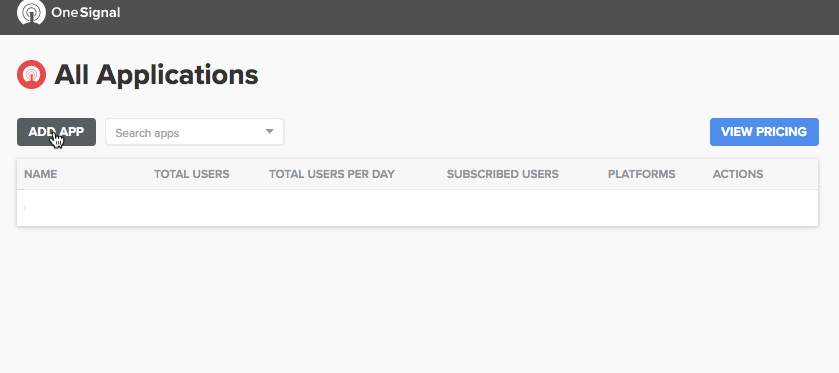 OneSignal
All Applications
ADD APP
Search apps
VIEW PRICING
NAME TOTAL USERS TOTAL USERS PER DAY SUBSCRIBED USERS PLATFORMS ACTIONS